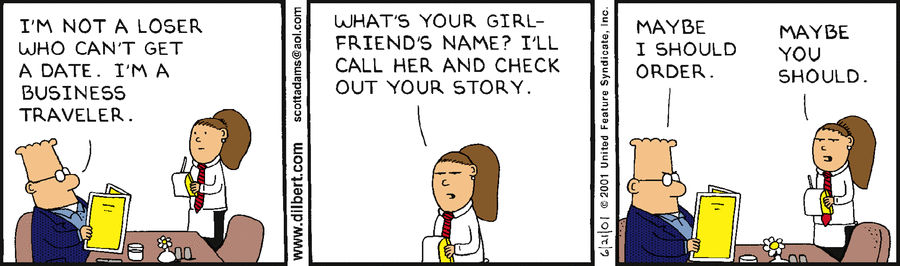 I'M NOT A LOSER
WHO CAN'T GET
A DATE. I'M A
BUSINESS
TRAVELER.
www.dilbert.com scottadams@aol.com
WHAT'S YOUR GIRL-
FRIEND'S NAME? I'LL
CALL HER AND CHECK
OUT YOUR STORY.
6/21/01 © 2001 United Feature Syndicate, Inc.
MAYBE
I SHOULD
ORDER.
MAYBE
YOU
SHOULD.